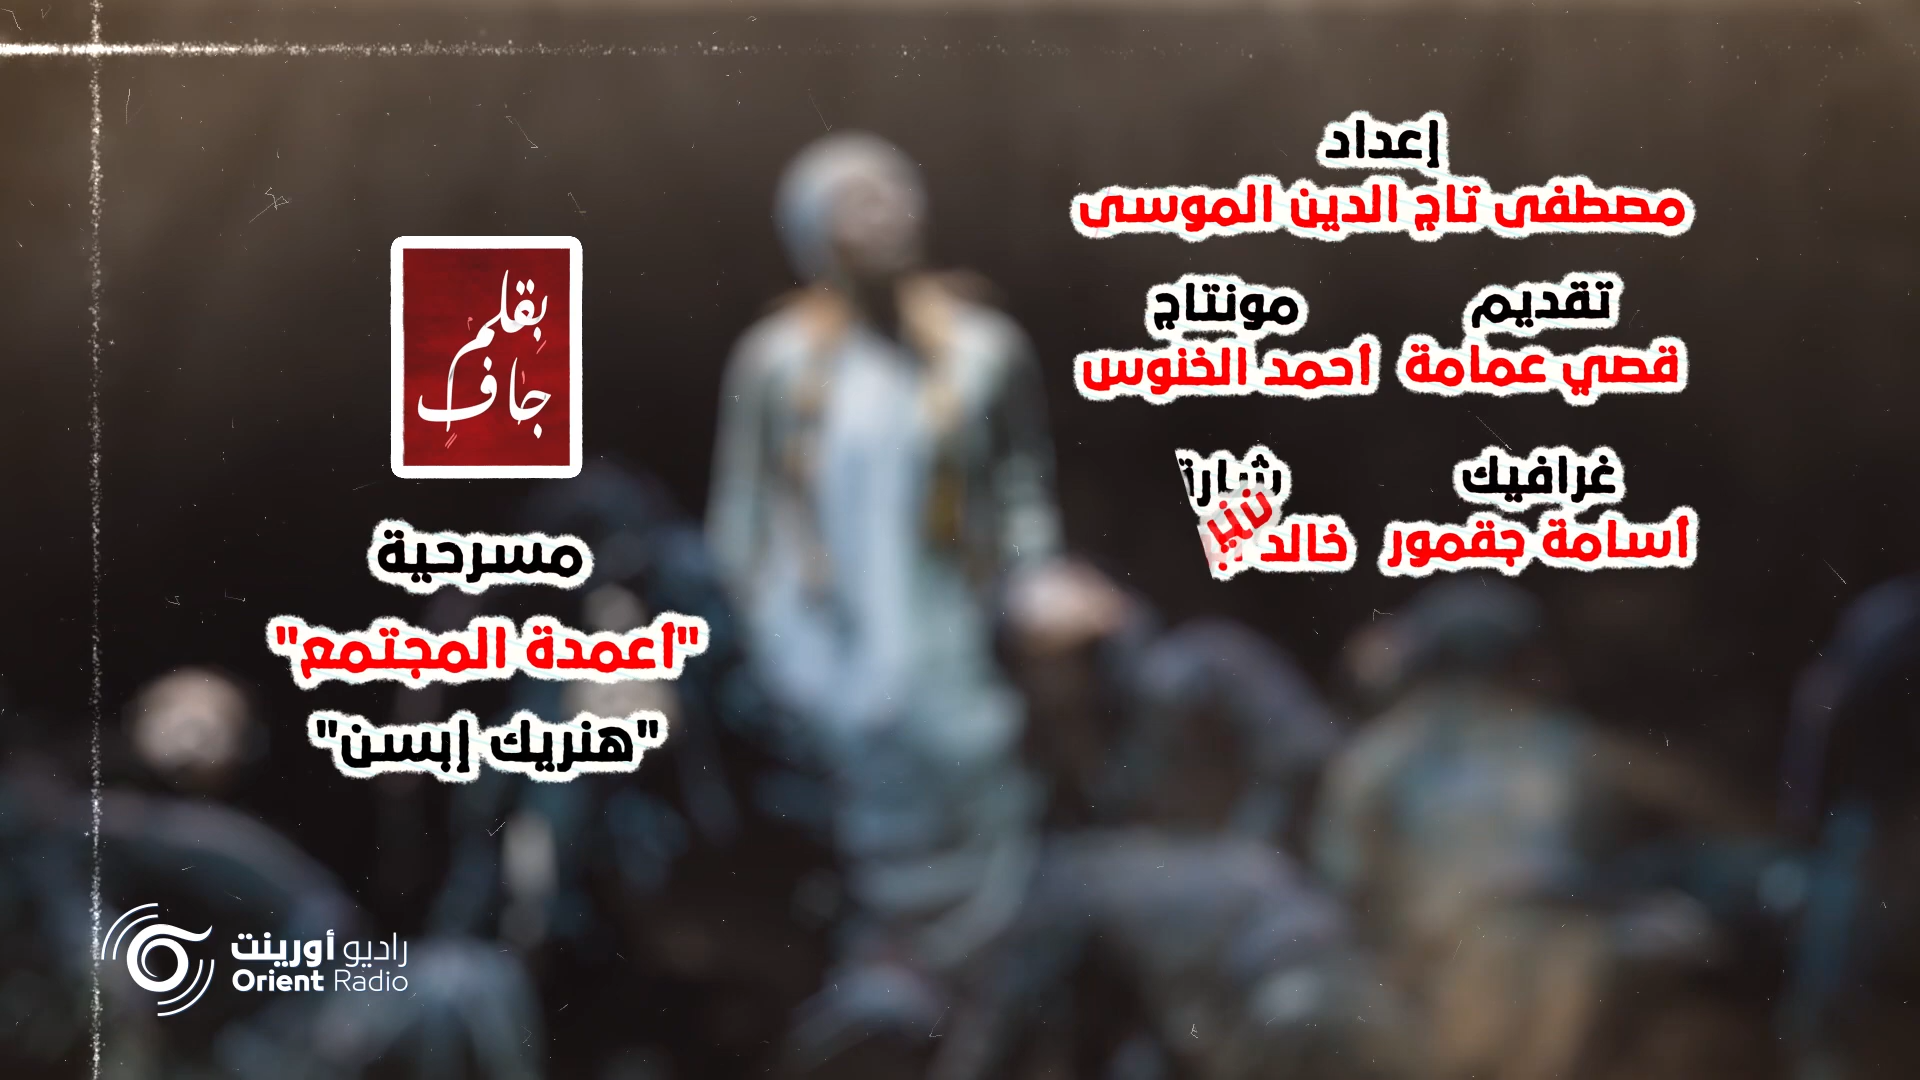 إعداد
مصطفى تاج الدين الموسى
تقديم
قصي عمامة
مونتاج
أحمد الخنوس
غرافيك
أسامة جقمور
شارة
خالد
بقلم
جاف
مسرحية
"أعمدة المجتمع"
"هنريك إبسن"
راديو أورينت
Orient Radio